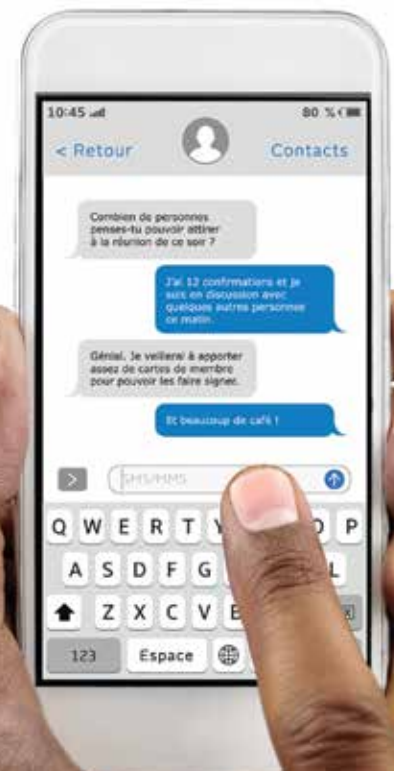 10:45
80 %
< Retour
Contacts
Combien de personnes
penses-tu pouvoir attirer
à la réunion de ce soir ?
J'ai 12 confirmations et je
suis en discussion avec
quelques autres personnes
ce matin.
Génial. Je veillerai à apporter
assez de cartes de membre
pour pouvoir les faire signer.
Et beaucoup de café !
SMS/MMS
Q W E R T Y O P
A S D F G L
Z X C V B
123 Espace